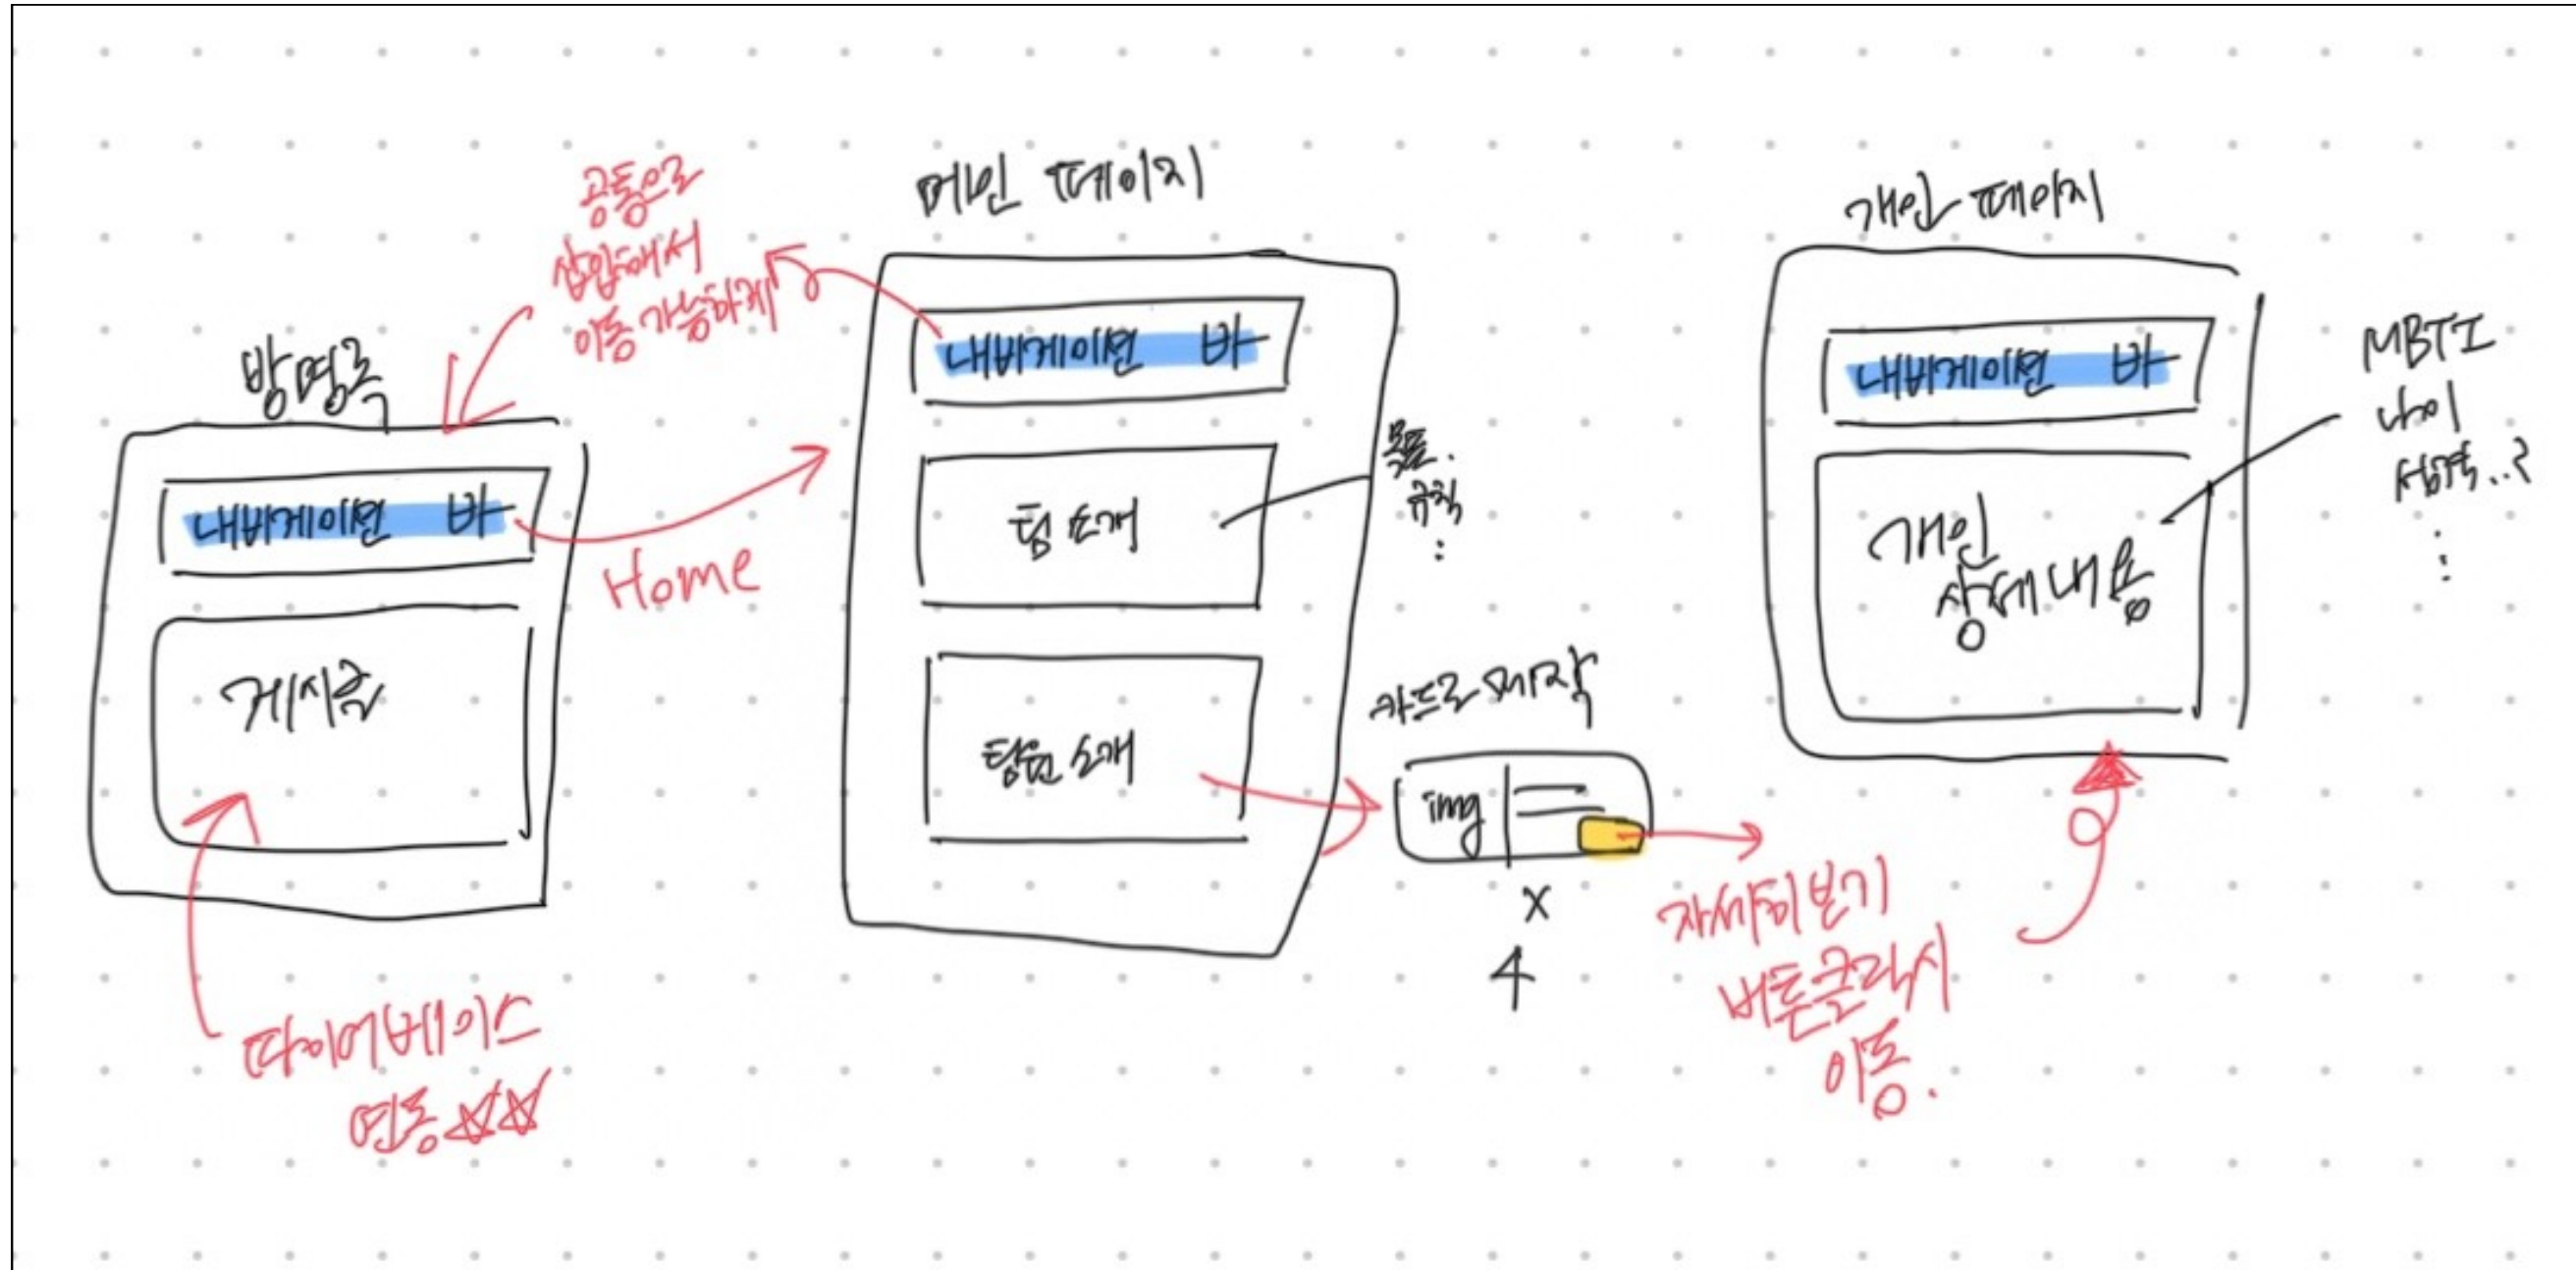 공통으로
삽입해서
이동 가능하게
방명록
내비게이션 바
게시글
파이어베이스
연동 ☆☆
Home
메인 페이지
내비게이션 바
팀 소개
목표.
규칙
:
팀원 소개
카드로 제작
img
x
4
자세히 보기
버튼 클릭시
이동.
개인 페이지
내비게이션 바
개인
상세 내용
MBTI
나이
성격..?
: